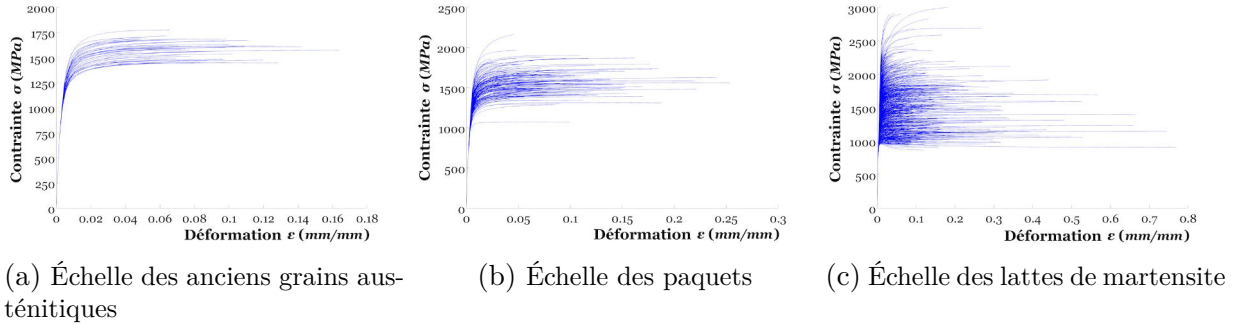 2000
1750
1500
1250
1000
750
500
250
0
Contrainte σ (MPa)
0 0.02 0.04 0.06 0.08 0.1 0.12 0.14 0.16 0.18
Déformation ε (mm/mm)
2500
2000
1500
1000
500
0
Contrainte σ (MPa)
0 0.05 0.1 0.15 0.2 0.25 0.3
Déformation ε (mm/mm)
3000
2500
2000
1500
1000
500
0
Contrainte σ (MPa)
0 0.1 0.2 0.3 0.4 0.5 0.6 0.7 0.8
Déformation ε (mm/mm)
(a) Échelle des anciens grains aus-
ténitiques
(b) Échelle des paquets
(c) Échelle des lattes de martensite